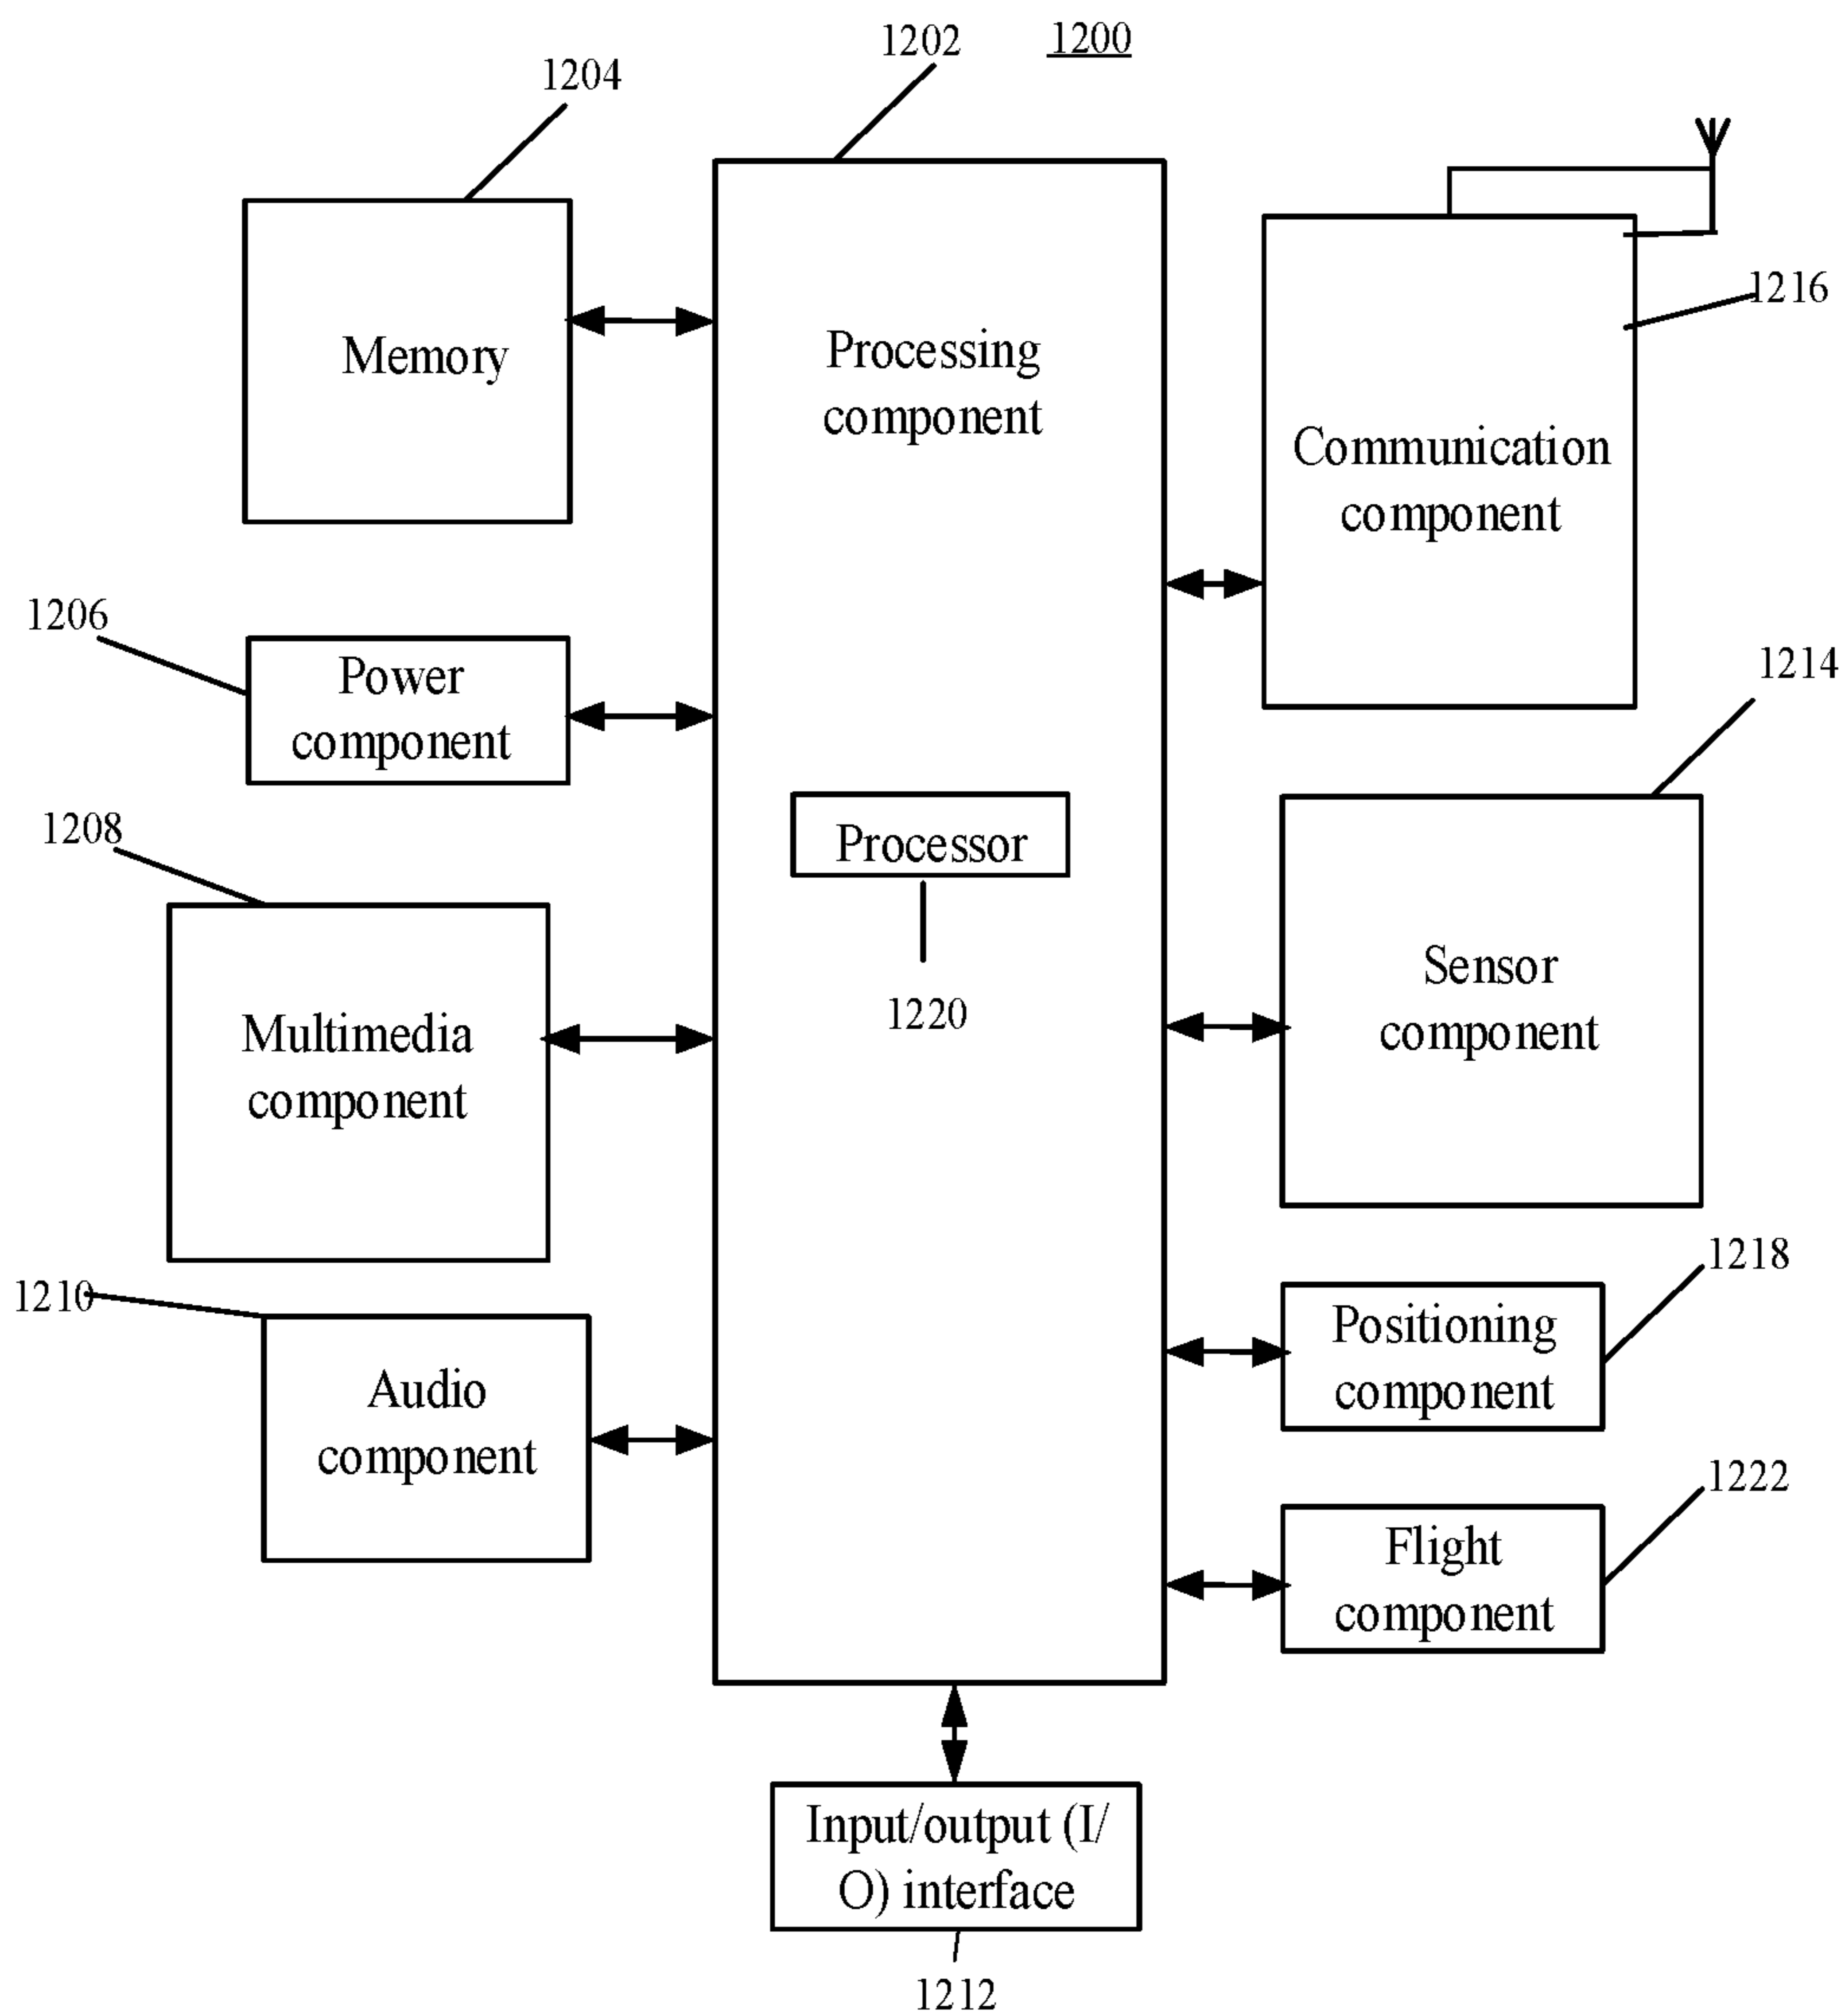 1202
1200
1204
Memory
Processing
component
Communication
component
1216
1206
Power
component
1214
1208
Processor
1220
Multimedia
component
Sensor
component
1210
Audio
component
1218
Positioning
component
1222
Flight
component
Input/output (I/
O) interface
1212